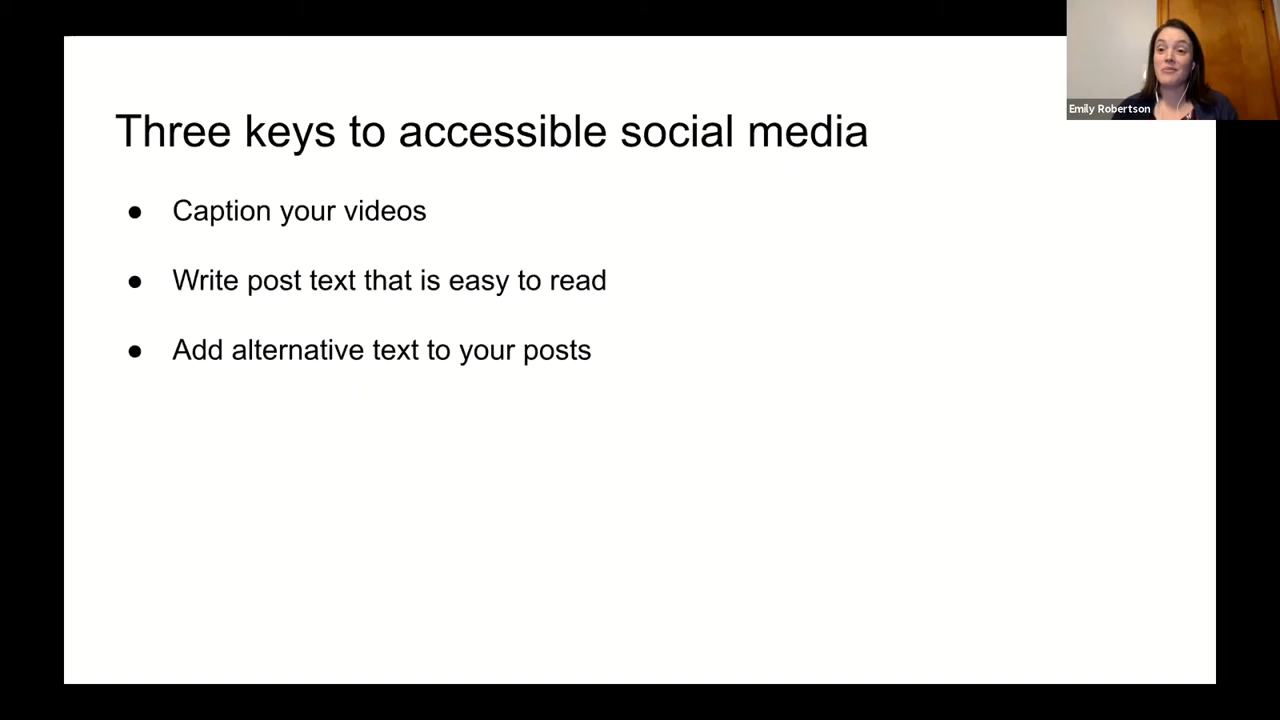 Three keys to accessible social media
● Caption your videos
● Write post text that is easy to read
● Add alternative text to your posts
Emily Robertson